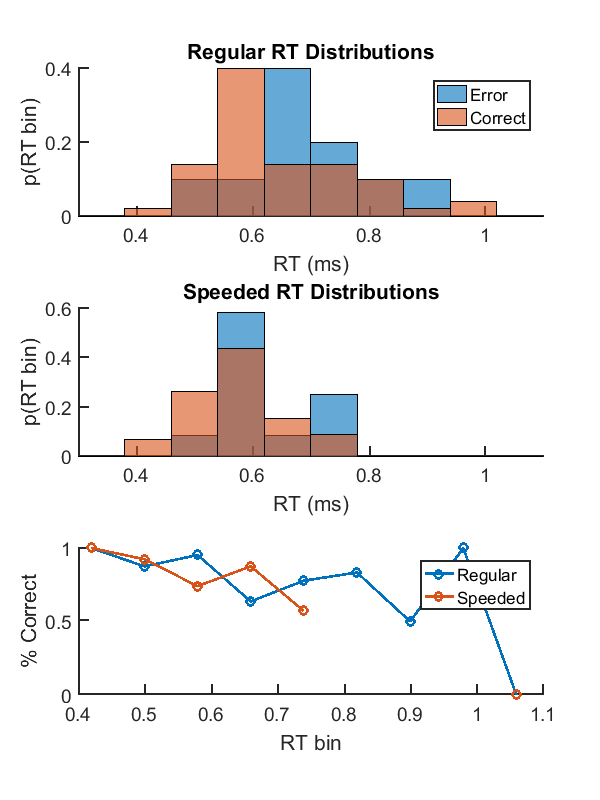 Regular RT Distributions
0.4
0.2
0
p(RT bin)
Error
Correct
0.4 0.6 0.8 1
RT (ms)
Speeded RT Distributions
0.6
0.4
0.2
0
p(RT bin)
0.4 0.6 0.8 1
RT (ms)
1
0.5
0
% Correct
Regular
Speeded
0.4 0.5 0.6 0.7 0.8 0.9 1 1.1
RT bin